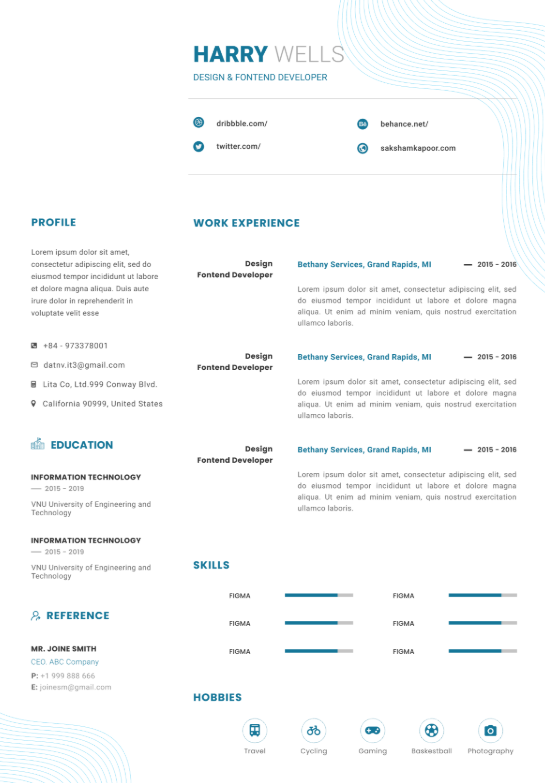 HARRY WELLS
DESIGN & FONTEND DEVELOPER
dribbble.com/
behance.net/
twitter.com/
sakshamkapoor.com
PROFILE
Lorem ipsum dolor sit amet,
consectetur adipiscing elit, sed do
eiusmod tempor incididunt ut labore
et dolore magna aliqua. Duis aute
irure dolor in reprehenderit in
voluptate velit esse
+84 - 973378001
datnv.it3@gmail.com
Lita Co, Ltd.999 Conway Blvd.
California 90999, United States
EDUCATION
INFORMATION TECHNOLOGY
— 2015 - 2019
VNU University of Engineering and
Technology
INFORMATION TECHNOLOGY
— 2015 - 2019
VNU University of Engineering and
Technology
REFERENCE
MR. JOINE SMITH
CEO. ABC Company
P: +1 999 888 666
E: joinesm@gmail.com
WORK EXPERIENCE
Design
Fontend Developer
Bethany Services, Grand Rapids, MI — 2015 - 2016
Lorem ipsum dolor sit amet, consectetur adipiscing elit, sed
do eiusmod tempor incididunt ut labore et dolore magna
aliqua. Ut enim ad minim veniam, quis nostrud exercitation
ullamco laboris.
Design
Fontend Developer
Bethany Services, Grand Rapids, MI — 2015 - 2016
Lorem ipsum dolor sit amet, consectetur adipiscing elit, sed
do eiusmod tempor incididunt ut labore et dolore magna
aliqua. Ut enim ad minim veniam, quis nostrud exercitation
ullamco laboris.
Design
Fontend Developer
Bethany Services, Grand Rapids, MI — 2015 - 2016
Lorem ipsum dolor sit amet, consectetur adipiscing elit, sed
do eiusmod tempor incididunt ut labore et dolore magna
aliqua. Ut enim ad minim veniam, quis nostrud exercitation
ullamco laboris.
SKILLS
FIGMA
FIGMA
FIGMA
FIGMA
FIGMA
FIGMA
HOBBIES
Travel
Cycling
Gaming
Baskestball
Photography